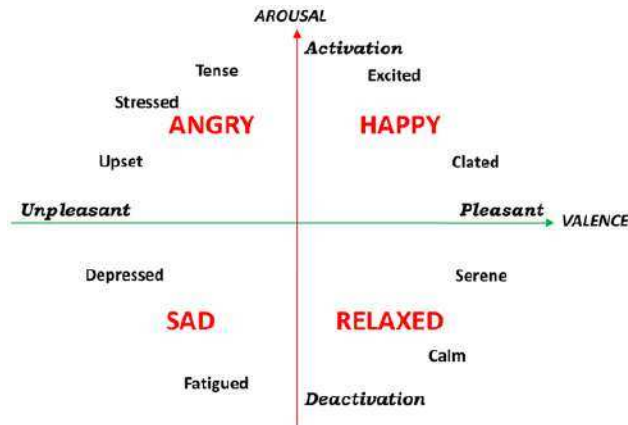 AROUSAL
Activation
Tense
Excited
Stressed
ANGRY
HAPPY
Upset
Clated
Unpleasant
Pleasant
VALENCE
Depressed
Serene
SAD
RELAXED
Calm
Fatigued
Deactivation